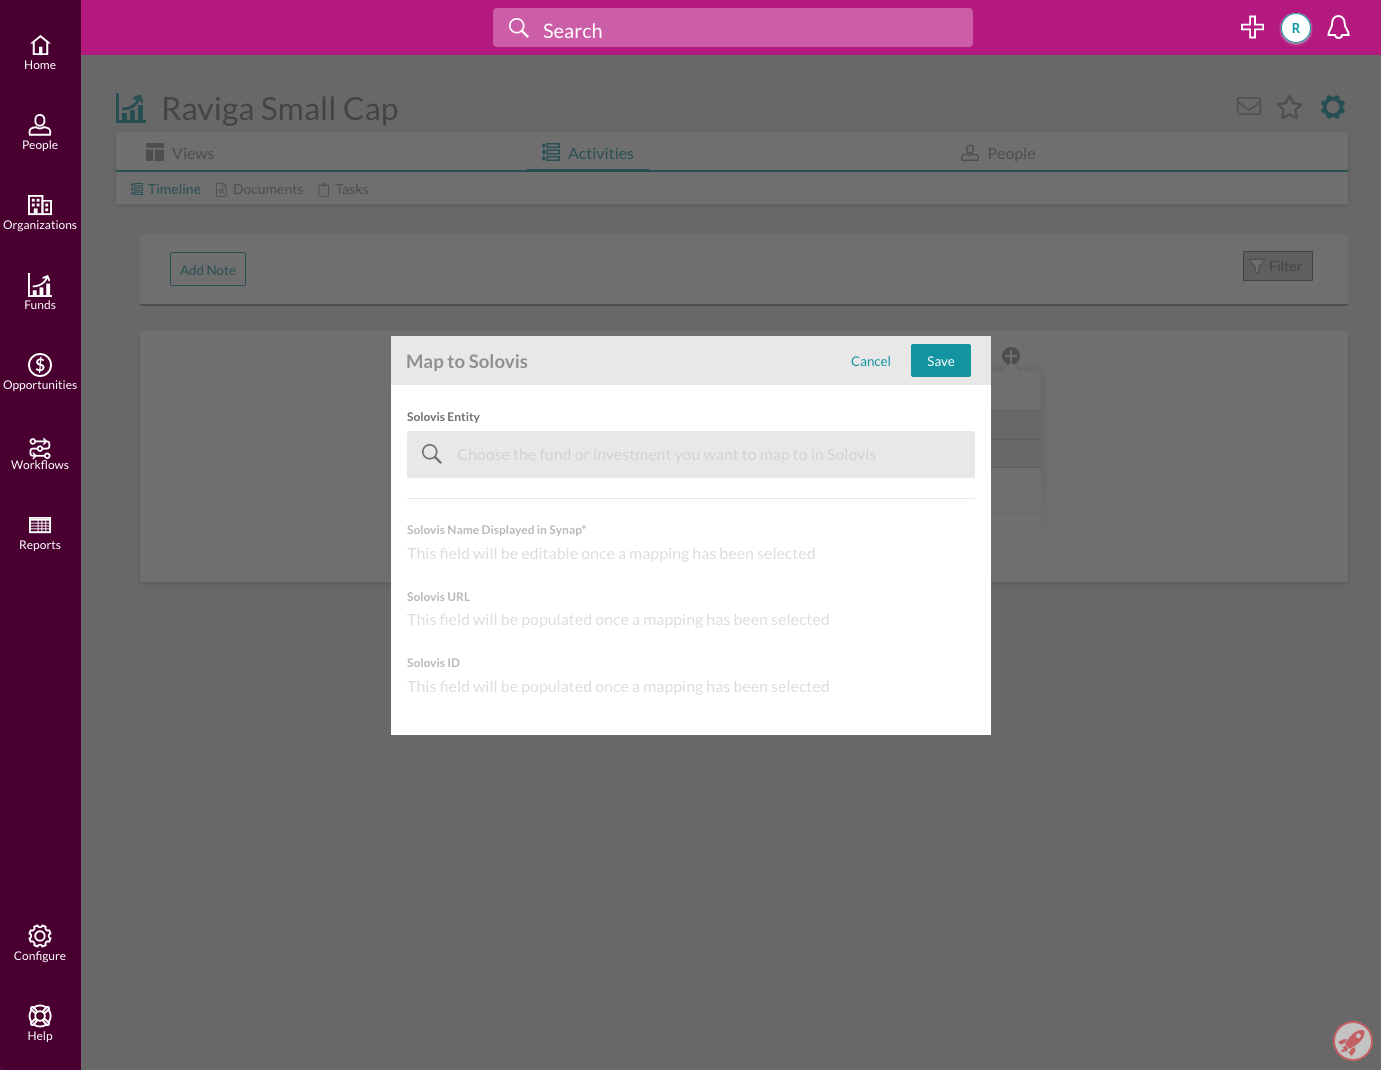 Search
R
Home
People
Organizations
Funds
Opportunities
Workflows
Reports
Configure
Help
Raviga Small Cap
Views
Activities
People
Timeline
Documents
Tasks
Add Note
Filter
Map to Solovis
Cancel
Save
Solovis Entity
Choose the fund or investment you want to map to in Solovis
Solovis Name Displayed in Synap*
This field will be editable once a mapping has been selected
Solovis URL
This field will be populated once a mapping has been selected
Solovis ID
This field will be populated once a mapping has been selected